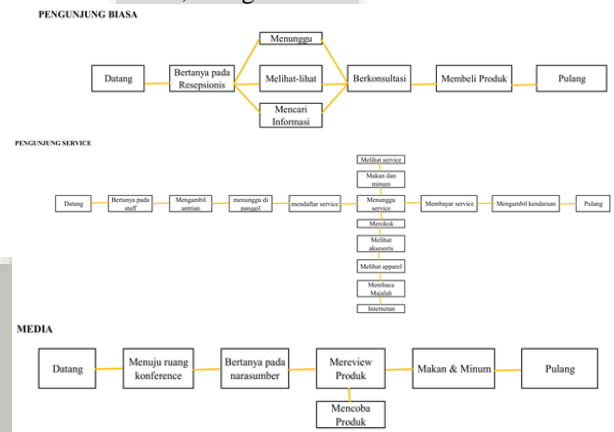 PENGUNJUNG BIASA
Menunggu
Datang
Bertanya pada
Resepsionis
Melihat-lihat
Berkonsultasi
Membeli Produk
Pulang
Mencari
Informasi
PENGUNJUNG SERVICE
Melihat service
Makan dan
minum
Datang
Bertanya pada
staff
Mengambil
antrian
menunggu di
panggil
mendaftar service
Menunggu
service
Membayar service
Mengambil kendaraan
Pulang
Merokok
Melihat
aksesoris
Melihat apparel
Membaca
Majalah
Internetan
MEDIA
Datang
Menuju ruang
konference
Bertanya pada
narasumber
Mereview
Produk
Makan & Minum
Pulang
Mencoba
Produk